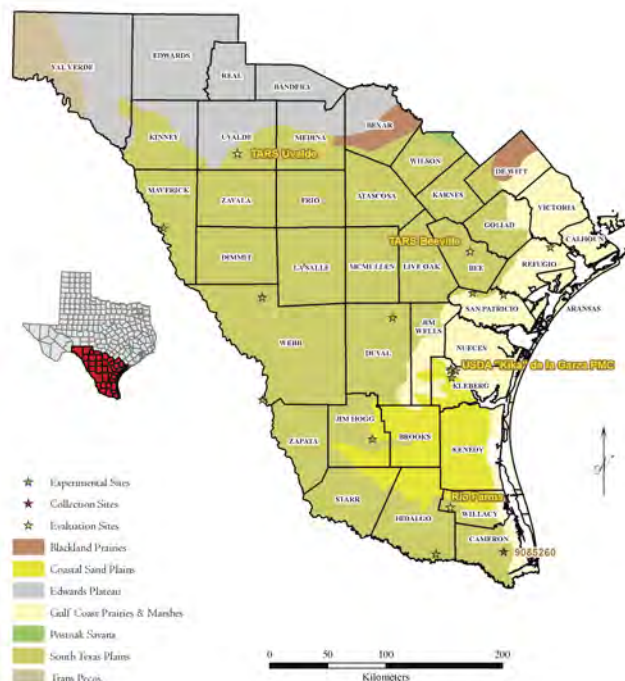 VAL VERDE
EDWARDS
REAL
BANDERA
KINNEY
UVALDE
MEDINA
BEXAR
TARS Uvalde
WILSON
DE WITT
MAVERICK
ZAVALA
FRIO
ATASCOSA
KARNES
VICTORIA
GOLIAD
CALHOUN
TARS Beeville
DIMMIT
LA SALLE
MCMULLEN
LIVE OAK
BEE
REFUGIO
SAN PATRICIO
ARANSAS
WEBB
DUVAL
JIM
WELLS
NUECES
USDA "Kika" de la Garza PMC
KLEBERG
ZAPATA
JIM HOGG
BROOKS
KENEDY
Rio Farms
STARR
HIDALGO
WILLACY
CAMERON
9085260
Experimental Sites
Collection Sites
Evaluation Sites
Blackland Prairies
Coastal Sand Plains
Edwards Plateau
Gulf Coast Prairies & Marshes
Postoak Savana
South Texas Plains
Trans Pecos
0 50 100 200
Kilometers